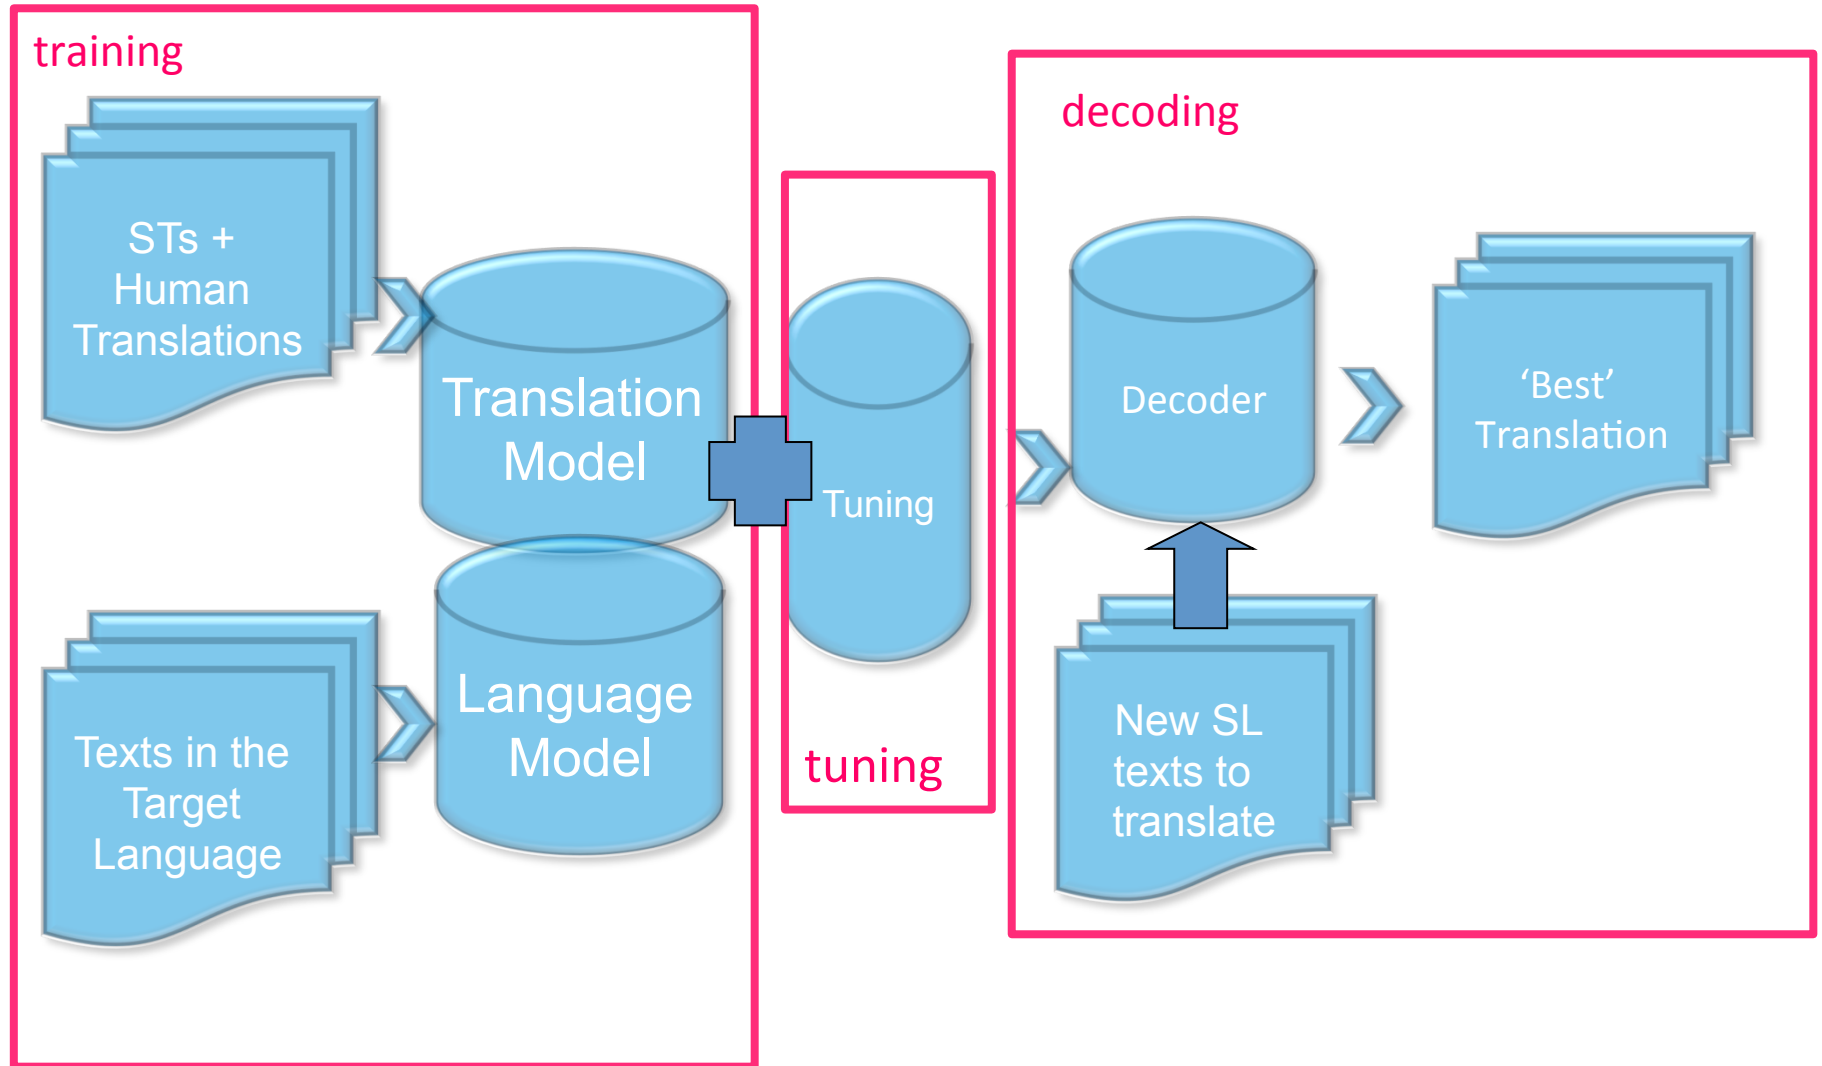 training
STs +
Human
Translations
Translation
Model
Texts in the
Target
Language
Language
Model
Tuning
tuning
decoding
Decoder
‘Best’
Translation
New SL
texts to
translate